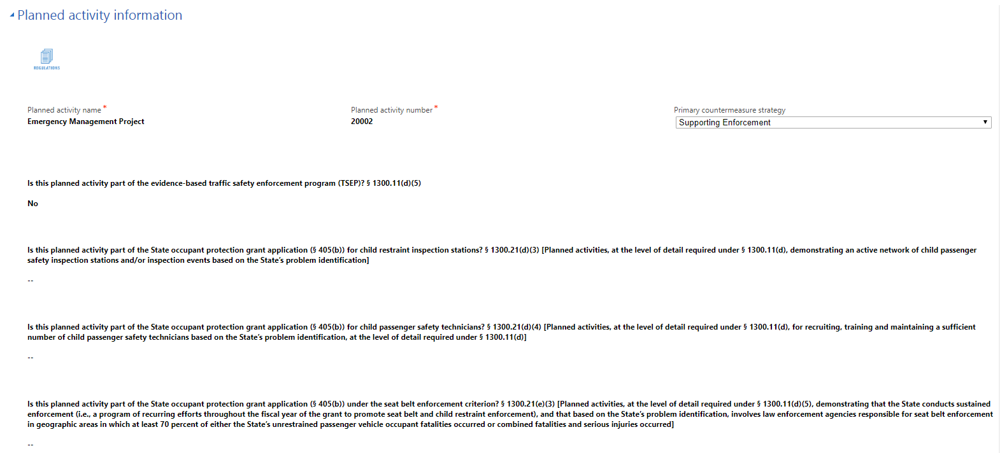 Planned activity information
REGULATIONS
Planned activity name *
Planned activity number *
Primary countermeasure strategy
Emergency Management Project
20002
Supporting Enforcement
Is this planned activity part of the evidence-based traffic safety enforcement program (TSEP)? § 1300.11(d)(5)
No
Is this planned activity part of the State occupant protection grant application (§ 405(b)) for child restraint inspection stations? § 1300.21(d)(3) [Planned activities, at the level of detail required under § 1300.11(d), demonstrating an active network of child passenger
safety inspection stations and/or inspection events based on the State’s problem identification]
--
Is this planned activity part of the State occupant protection grant application (§ 405(b)) for child passenger safety technicians? § 1300.21(d)(4) [Planned activities, at the level of detail required under § 1300.11(d), for recruiting, training and maintaining a sufficient
number of child passenger safety technicians based on the State’s problem identification, at the level of detail required under § 1300.11(d)]
--
Is this planned activity part of the State occupant protection grant application (§ 405(b)) under the seat belt enforcement criterion? § 1300.21(e)(3) [Planned activities, at the level of detail required under § 1300.11(d)(5), demonstrating that the State conducts sustained
enforcement (i.e., a program of recurring efforts throughout the fiscal year of the grant to promote seat belt and child restraint enforcement), and that based on the State’s problem identification, involves law enforcement agencies responsible for seat belt enforcement
in geographic areas in which at least 70 percent of either the State’s unrestrained passenger vehicle occupant fatalities occurred or combined fatalities and serious injuries occurred]
--